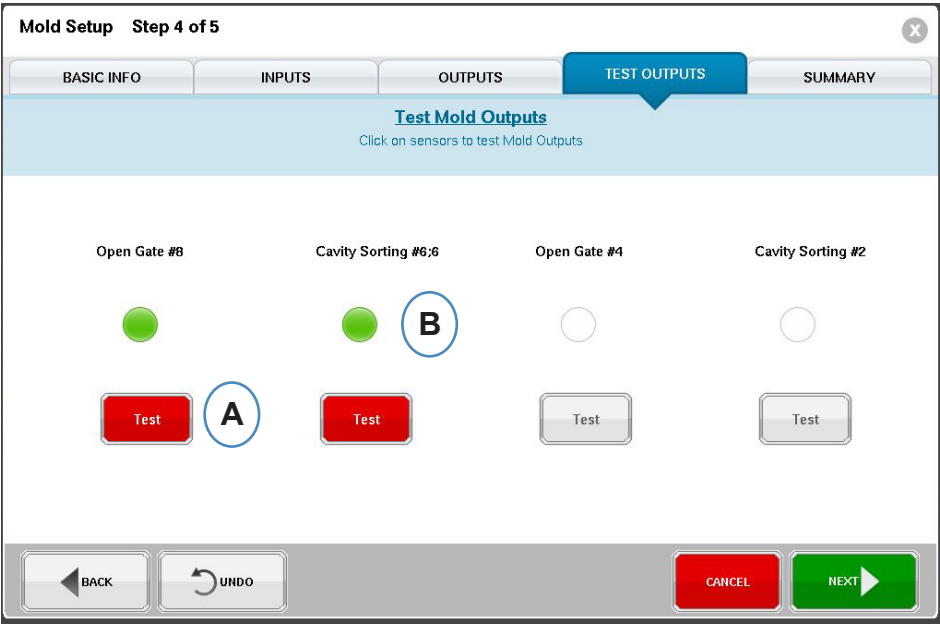 Mold Setup Step 4 of 5
X
BASIC INFO INPUTS OUTPUTS TEST OUTPUTS SUMMARY
Test Mold Outputs
Click on sensors to test Mold Outputs
Open Gate #8 Cavity Sorting #6;6 Open Gate #4 Cavity Sorting #2
B
Test A Test Test Test
BACK UNDO CANCEL NEXT